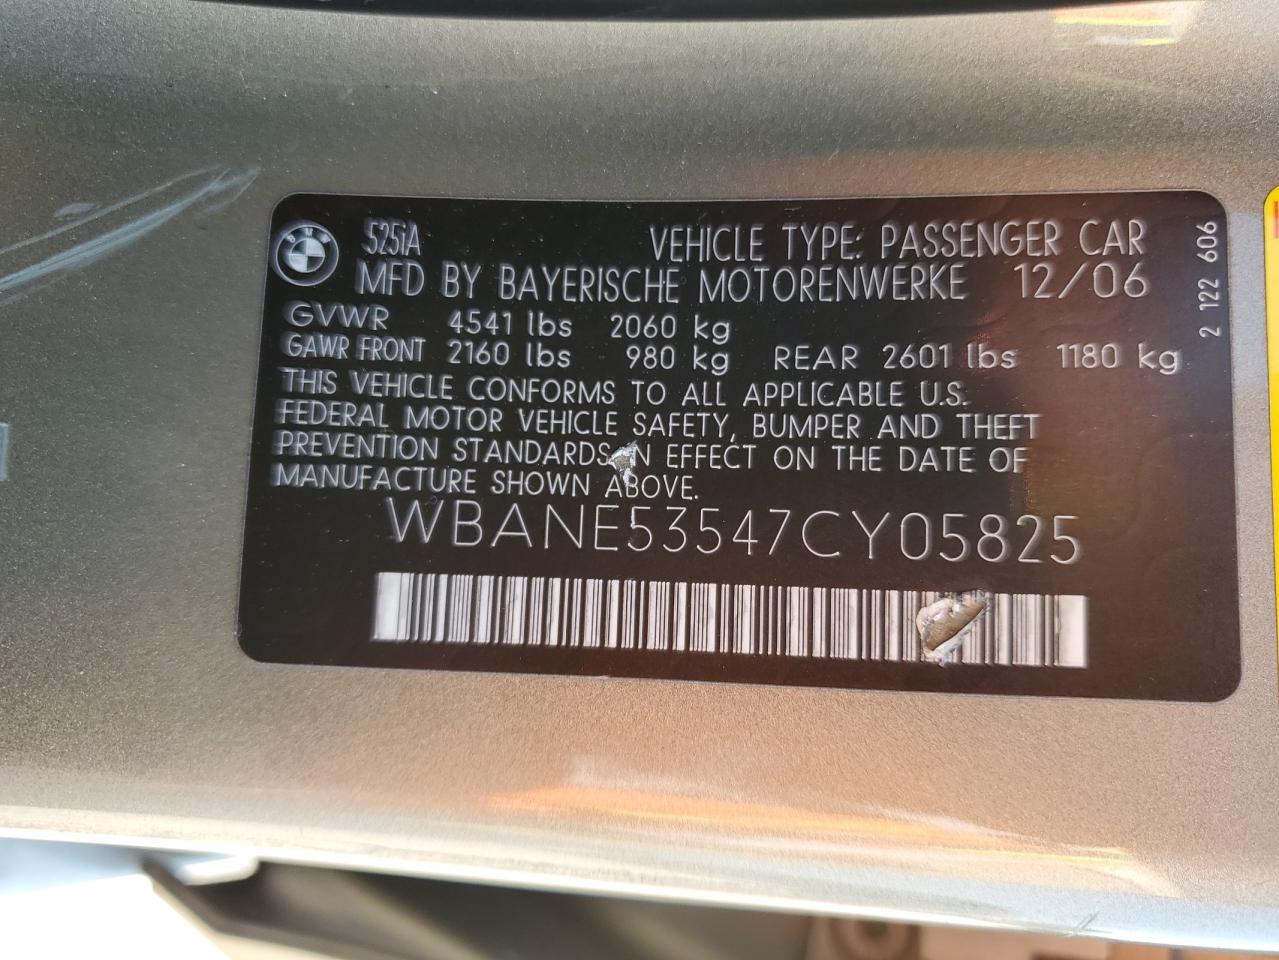 525iA VEHICLE TYPE: PASSENGER CAR
MFD BY BAYERISCHE MOTORENWERKE 12/06
GVWR 4541 lbs 2060 kg
GAWR FRONT 2160 lbs 980 kg REAR 2601 lbs 1180 kg
THIS VEHICLE CONFORMS TO ALL APPLICABLE U.S.
FEDERAL MOTOR VEHICLE SAFETY, BUMPER AND THEFT
PREVENTION STANDARDS IN EFFECT ON THE DATE OF
MANUFACTURE SHOWN ABOVE.
WBANE53547CY05825
2 122 606
BMW